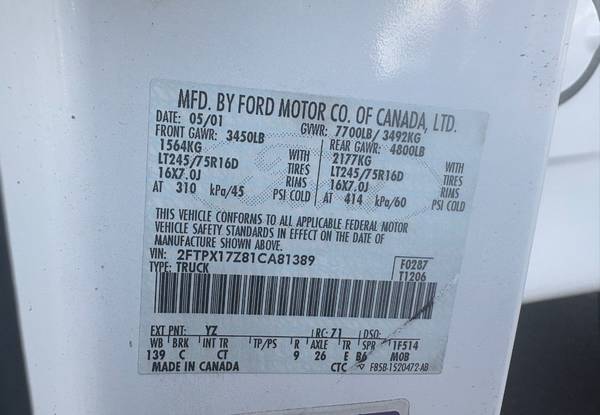 MFD. BY FORD MOTOR CO. OF CANADA, LTD.
DATE: 05/01 GVWR: 7700LB/ 3492KG
FRONT GAWR: 3450LB REAR GAWR: 4800LB
1564KG WITH 2177KG WITH
LT245/75R16D TIRES LT245/75R16D TIRES
16X7.0J RIMS 16X7.0J RIMS
AT 310 kPa/45 PSI COLD AT 414 kPa/60 PSI COLD
THIS VEHICLE CONFORMS TO ALL APPLICABLE FEDERAL MOTOR
VEHICLE SAFETY STANDARDS IN EFFECT ON THE DATE OF
MANUFACTURE SHOWN ABOVE.
VIN: 2FTPX17Z81CA81389 F0287
TYPE: TRUCK T1206
EXT PNT: YZ RC: 71 DSO:
WB BRK INT TR TP/PS R AXLE TR SPR 1F514
139 C CT 9 26 E B6 MOB
MADE IN CANADA CTC F85B-1520472-AB